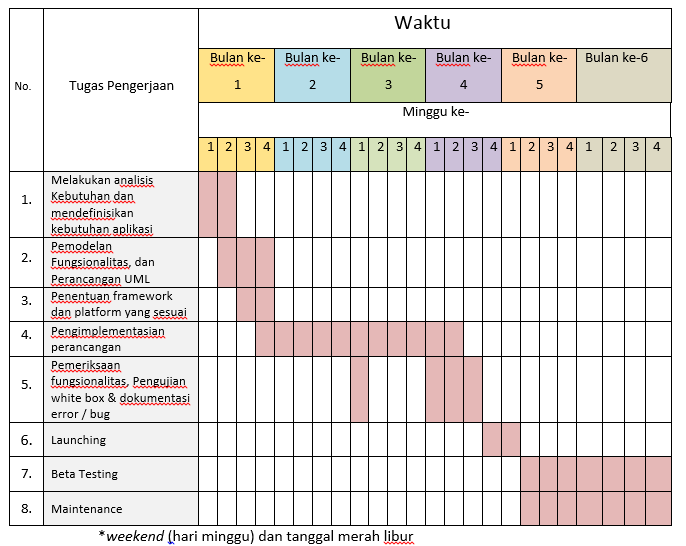 Waktu
No.
Tugas Pengerjaan
Bulan ke-
1
Bulan ke-
2
Bulan ke-
3
Bulan ke-
4
Bulan ke-
5
Bulan ke-6
Minggu ke-
1 2 3 4 1 2 3 4 1 2 3 4 1 2 3 4 1 2 3 4 1 2 3 4
1.
Melakukan analisis
Kebutuhan dan
mendefinisikan
kebutuhan aplikasi
2.
Pemodelan
Fungsionalitas, dan
Perancangan UML
3.
Penentuan framework
dan platform yang sesuai
4.
Pengimplementasian
perancangan
5.
Pemeriksaan
fungsionalitas, Pengujian
white box & dokumentasi
error / bug
6.
Launching
7.
Beta Testing
8.
Maintenance
*weekend (hari minggu) dan tanggal merah libur